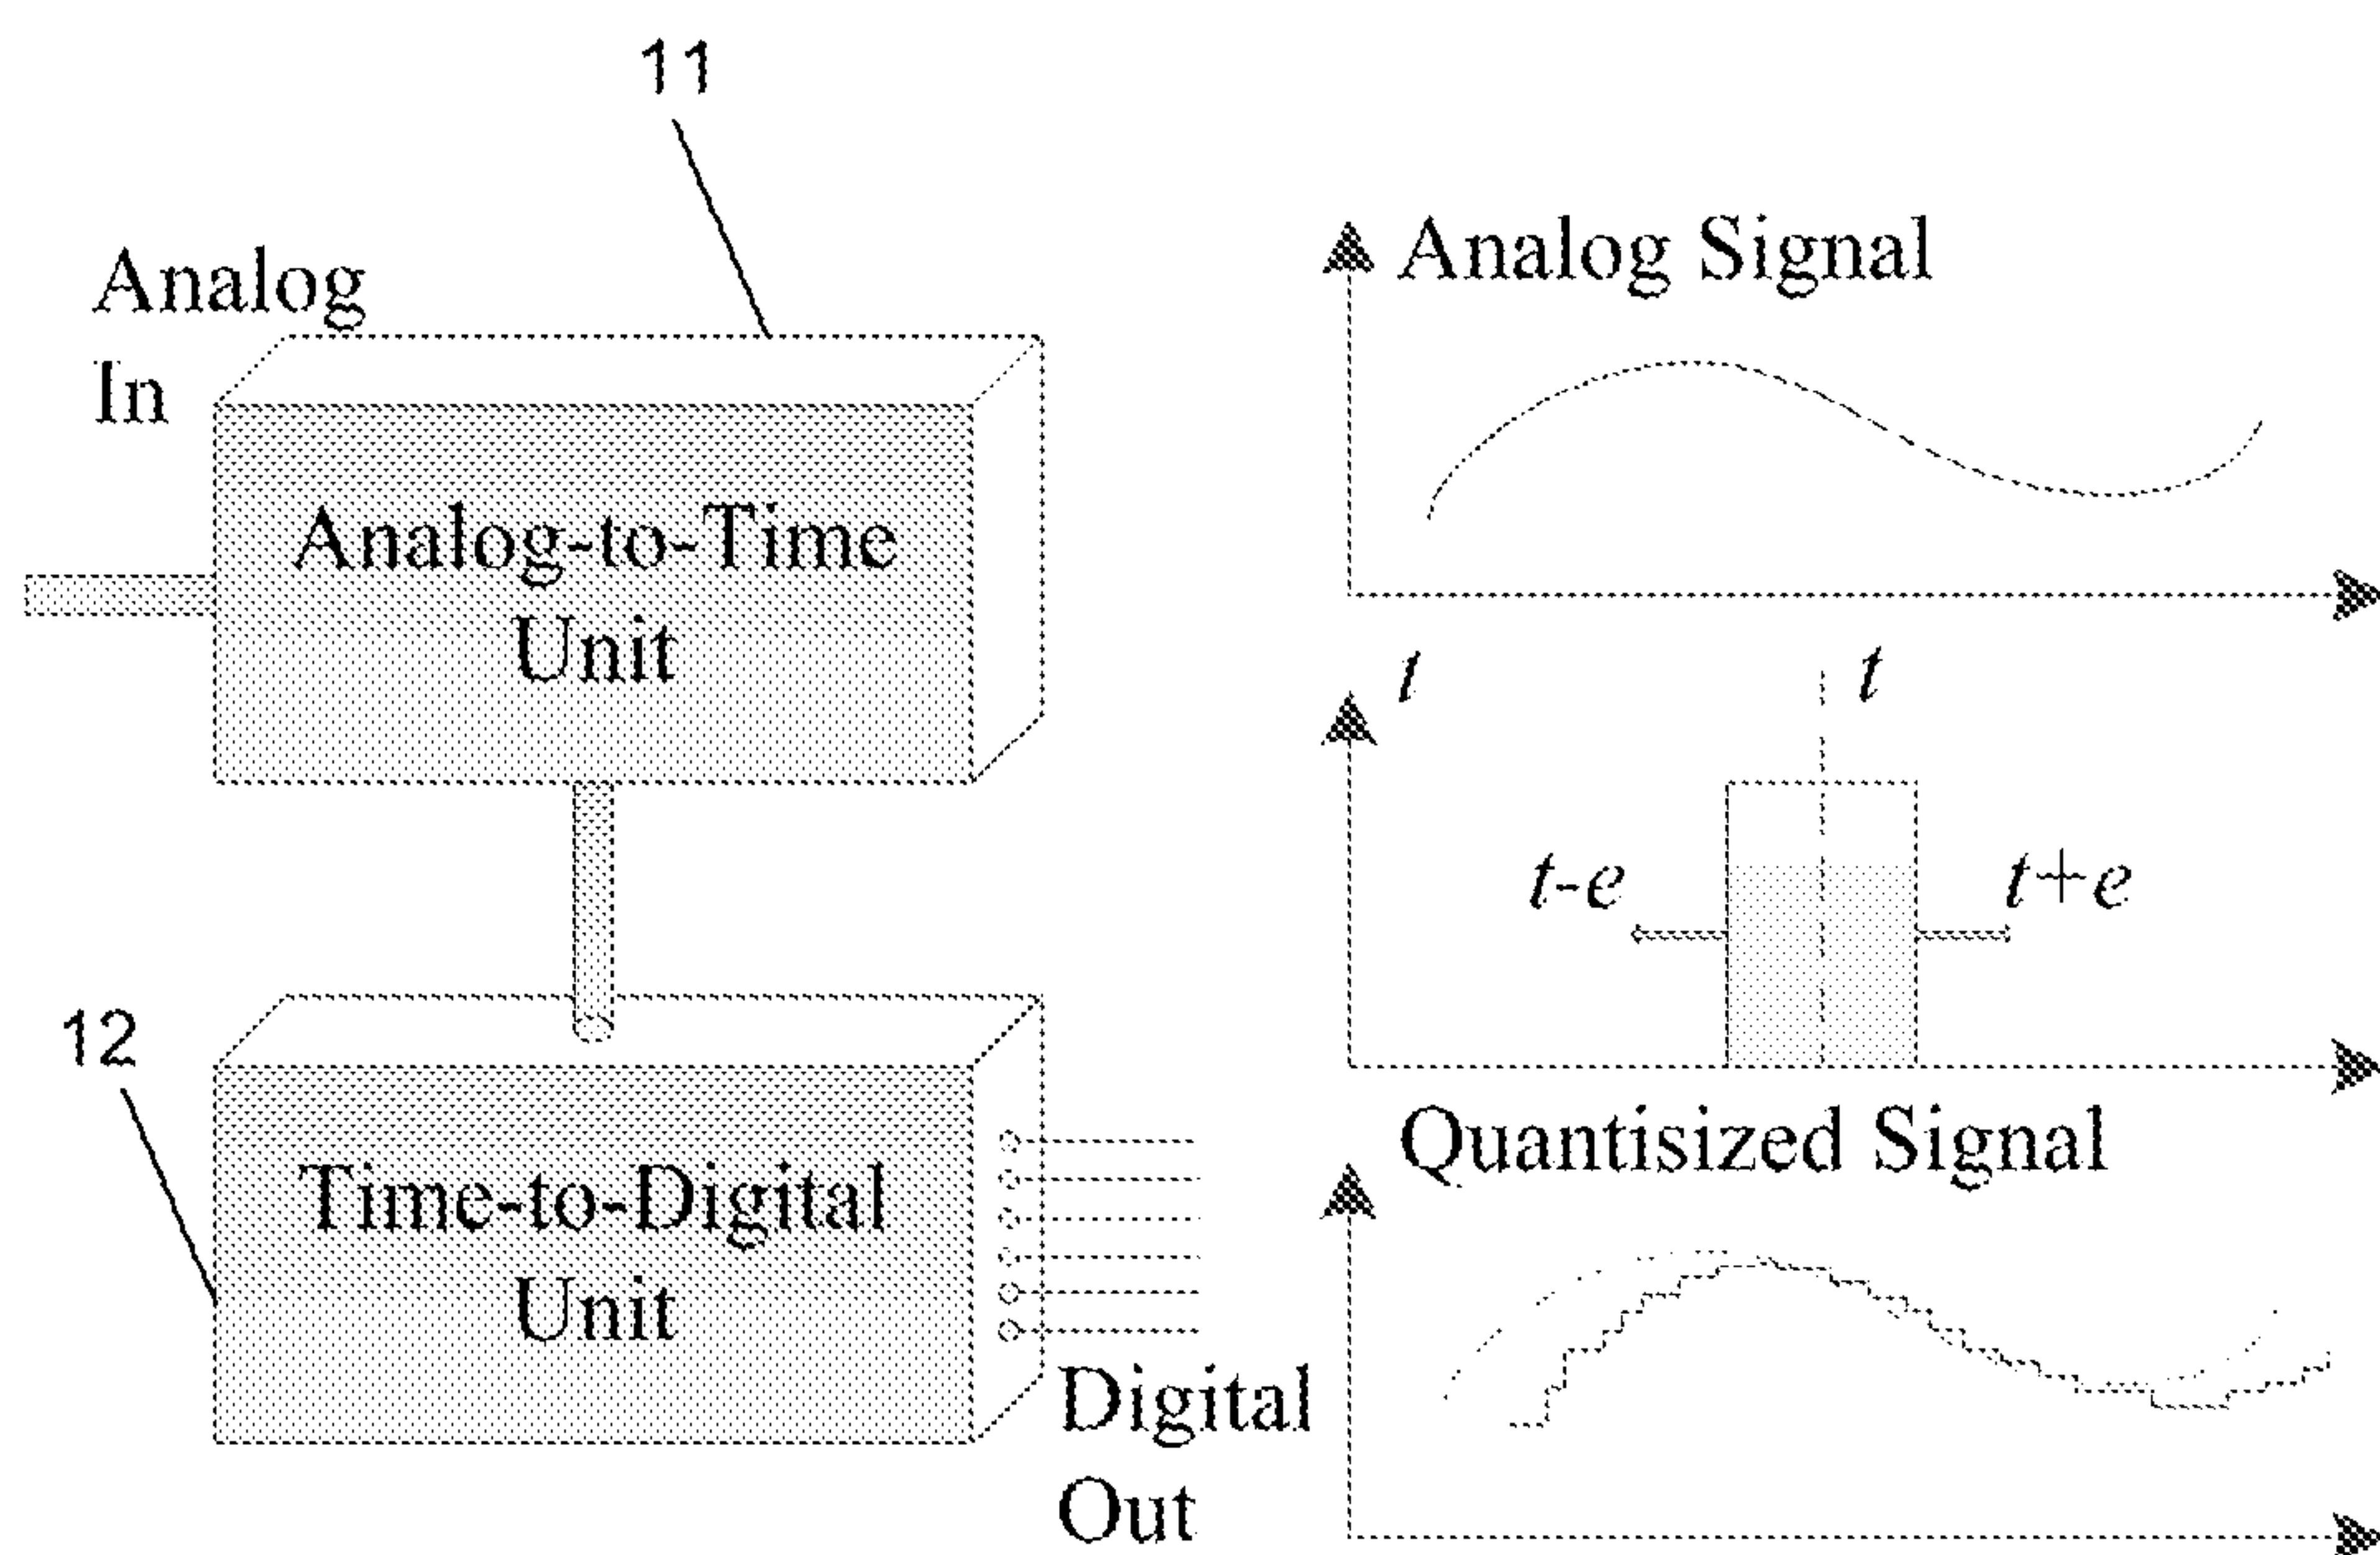 11
Analog
In
Analog-to-Time
Unit
12
Time-to-Digital
Unit
Digital
Out
Analog Signal
t
t
t-e
t+e
Quantisized Signal